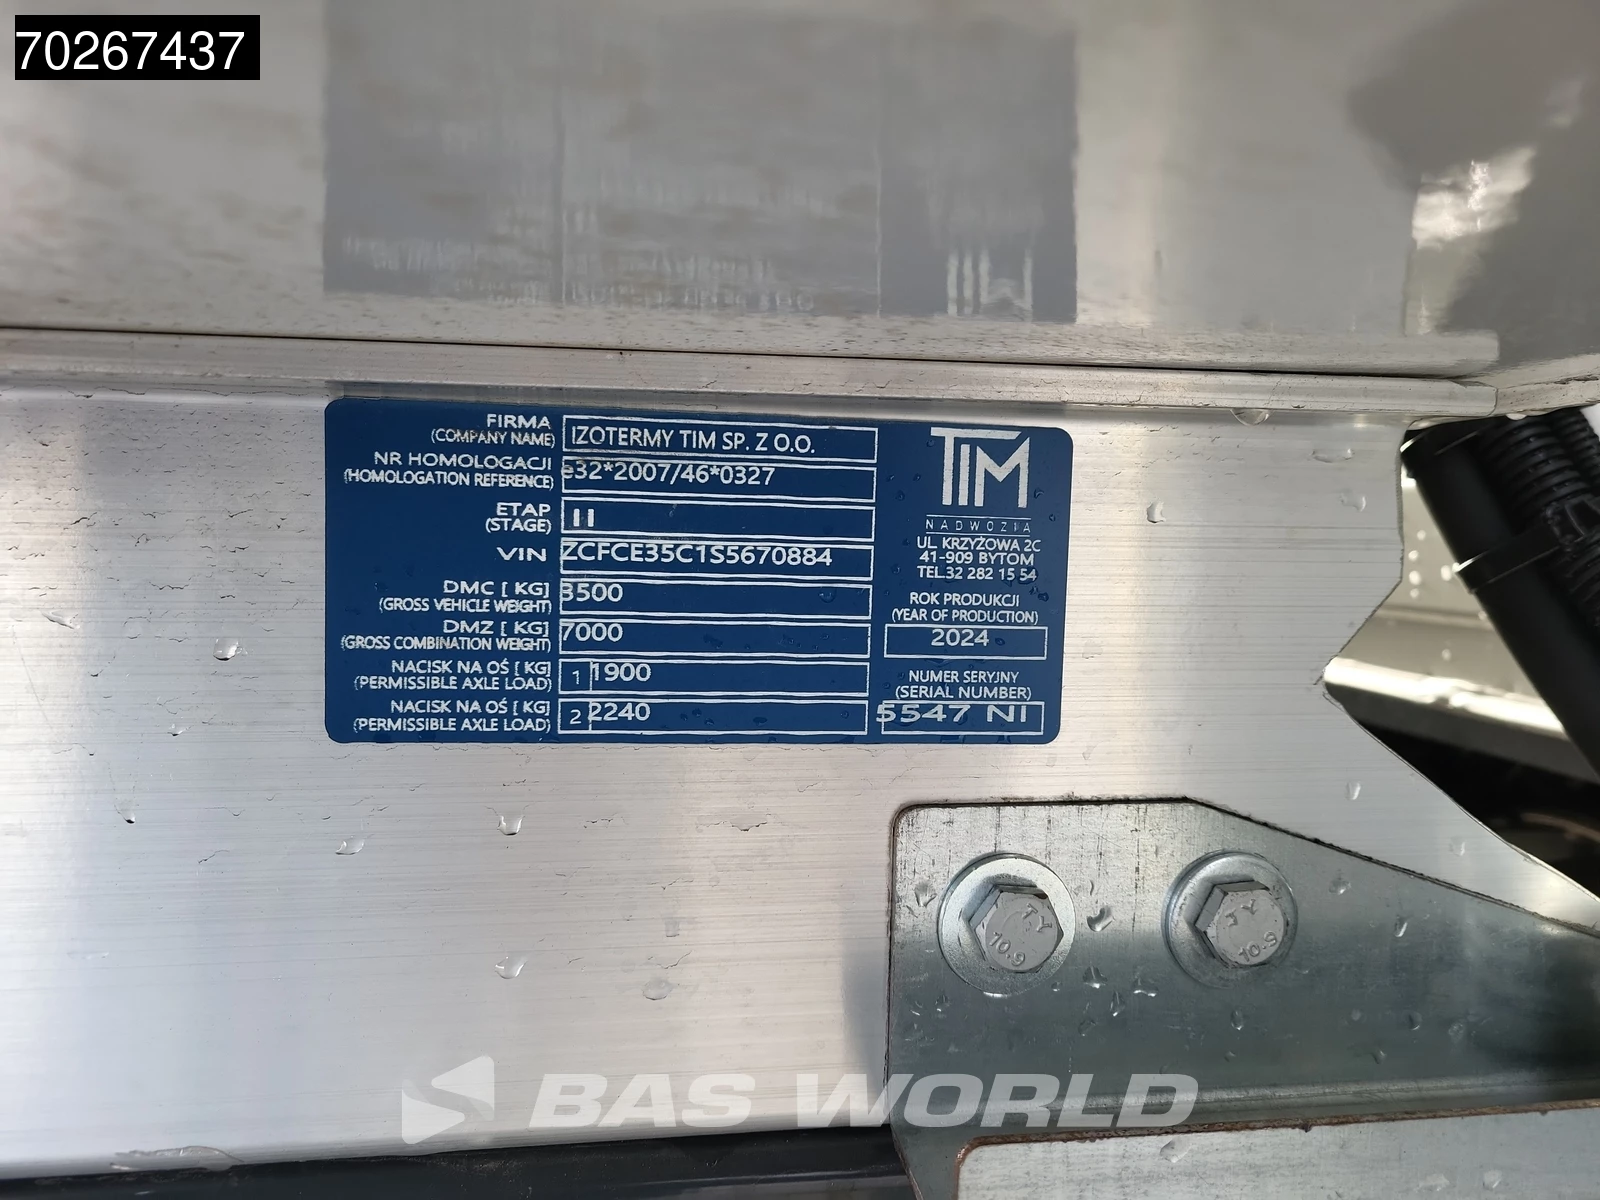 70267437
FIRMA
(COMPANY NAME)
IZOTERMY TIM SP. Z O.O.
NR HOMOLOGACJI
(HOMOLOGATION REFERENCE)
e32*2007/46*0327
ETAP
(STAGE)
II
VIN
ZCFCE35C1S5670884
DMC [ KG]
(GROSS VEHICLE WEIGHT)
3500
DMZ [ KG]
(GROSS COMBINATION WEIGHT)
7000
NACISK NA OŚ [ KG]
(PERMISSIBLE AXLE LOAD)
1 1900
NACISK NA OŚ [ KG]
(PERMISSIBLE AXLE LOAD)
2 2240
TIM
NADWOZIA
UL KRZYŻOWA 2C
41-909 BYTOM
TEL.32 282 15 54
ROK PRODUKCJI
(YEAR OF PRODUCTION)
2024
NUMER SERYJNY
(SERIAL NUMBER)
5547 NI
TY
10.9
TY
10.9
BAS WORLD